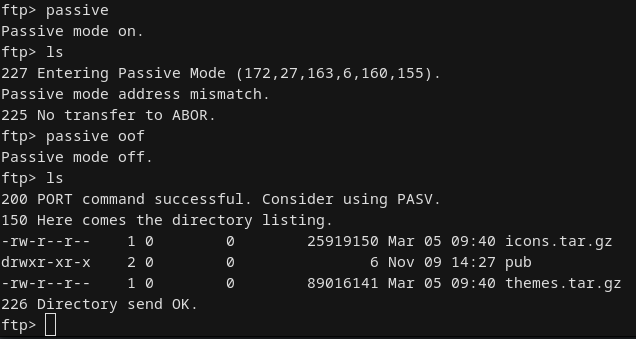 ftp> passive
Passive mode on.
ftp> ls
227 Entering Passive Mode (172,27,163,6,160,155).
Passive mode address mismatch.
225 No transfer to ABOR.
ftp> passive oof
Passive mode off.
ftp> ls
200 PORT command successful. Consider using PASV.
150 Here comes the directory listing.
-rw-r--r--    1 0        0        25919150 Mar 05 09:40 icons.tar.gz
drwxr-xr-x    2 0        0               6 Nov 09 14:27 pub
-rw-r--r--    1 0        0        89016141 Mar 05 09:40 themes.tar.gz
226 Directory send OK.
ftp>